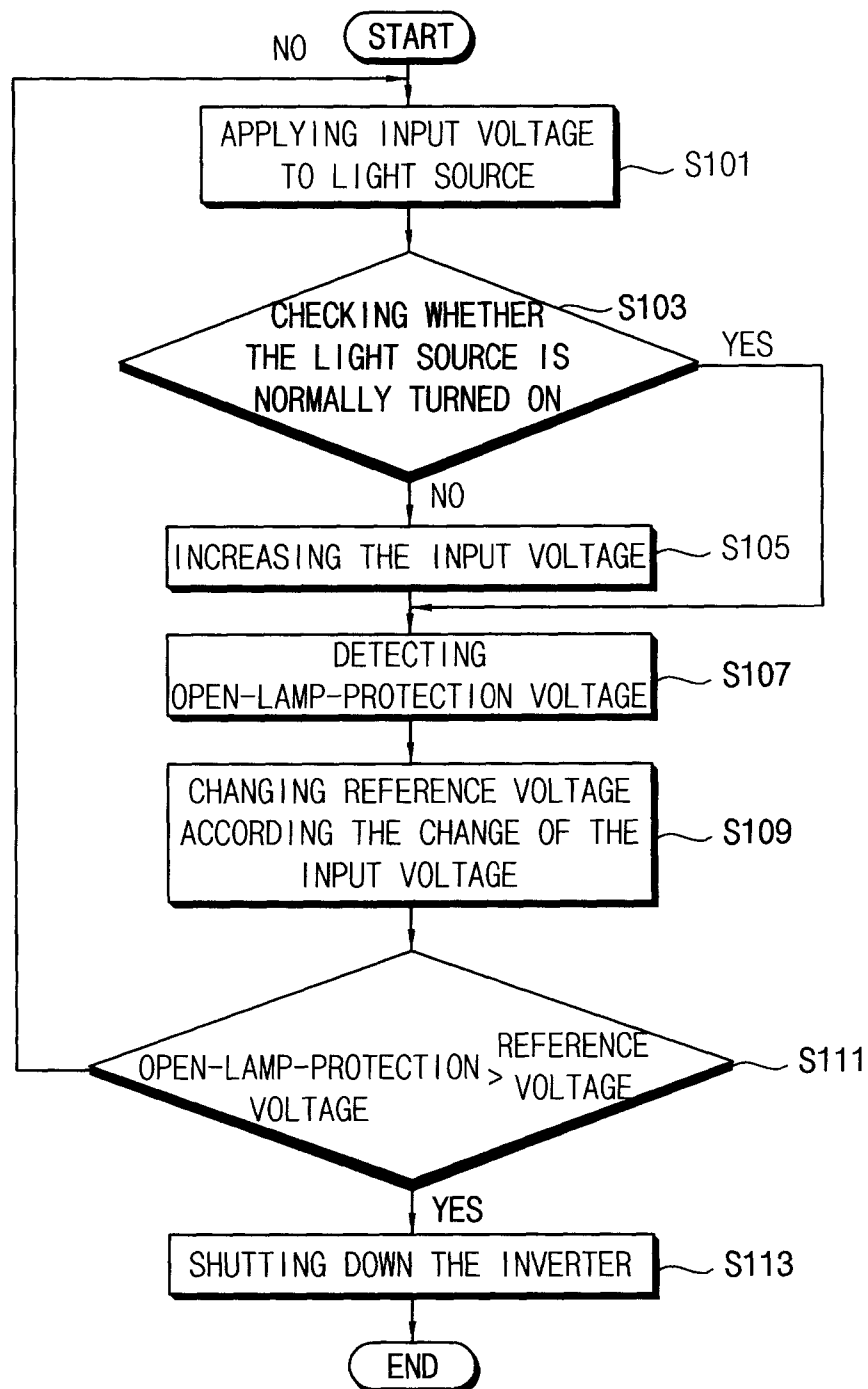 START
NO
APPLYING INPUT VOLTAGE
TO LIGHT SOURCE
S101
S103
CHECKING WHETHER
THE LIGHT SOURCE IS
NORMALLY TURNED ON
YES
NO
INCREASING THE INPUT VOLTAGE
S105
DETECTING
OPEN-LAMP-PROTECTION VOLTAGE
S107
CHANGING REFERENCE VOLTAGE
ACCORDING THE CHANGE OF THE
INPUT VOLTAGE
S109
OPEN-LAMP-PROTECTION
VOLTAGE
>
REFERENCE
VOLTAGE
S111
YES
SHUTTING DOWN THE INVERTER
S113
END